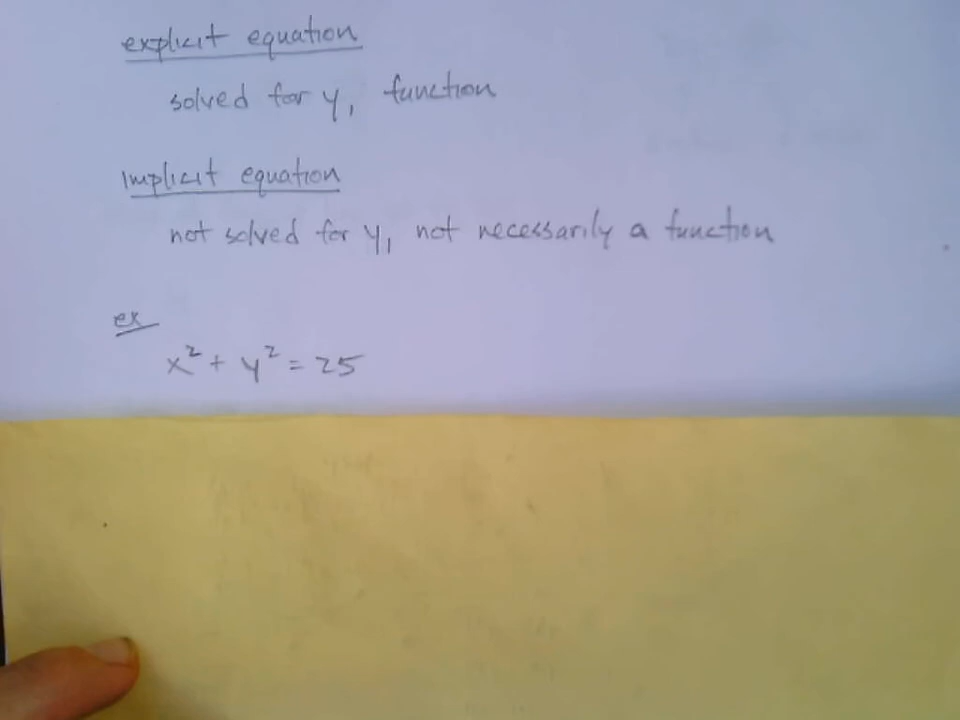 explicit equation
solved for y, function
implicit equation
not solved for y, not necessarily a function
ex
x² + y² = 25